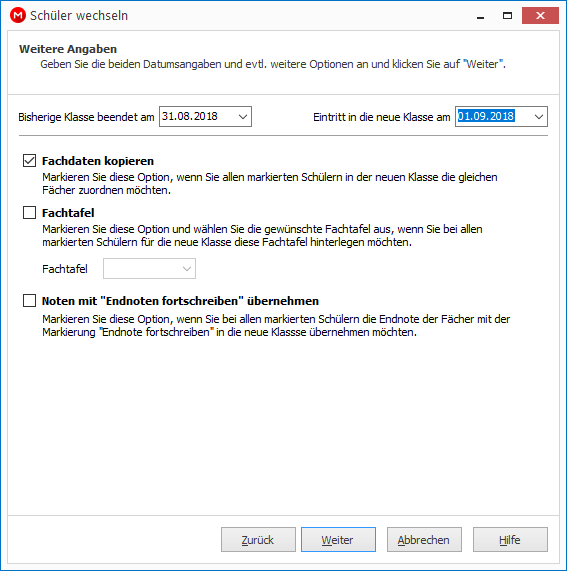 M Schüler wechseln
Weitere Angaben
Geben Sie die beiden Datumsangaben und evtl. weitere Optionen an und klicken Sie auf "Weiter".
Bisherige Klasse beendet am 31.08.2018 Eintritt in die neue Klasse am 01.09.2018
Fachdaten kopieren
Markieren Sie diese Option, wenn Sie allen markierten Schülern in der neuen Klasse die gleichen
Fächer zuordnen möchten.
Fachtafel
Markieren Sie diese Option und wählen Sie die gewünschte Fachtafel aus, wenn Sie bei allen
markierten Schülern für die neue Klasse diese Fachtafel hinterlegen möchten.
Fachtafel
Noten mit "Endnoten fortschreiben" übernehmen
Markieren Sie diese Option, wenn Sie bei allen markierten Schülern die Endnote der Fächer mit der
Markierung "Endnote fortschreiben" in die neue Klassse übernehmen möchten.
Zurück Weiter Abbrechen Hilfe